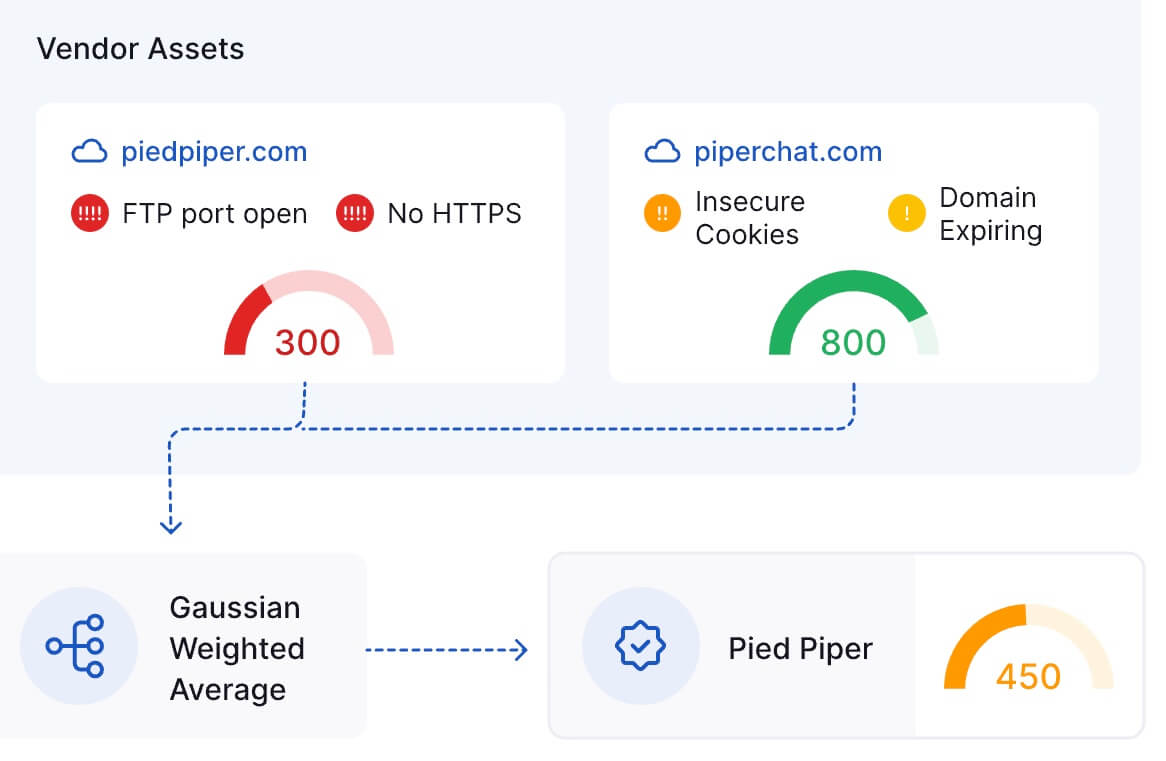 Vendor Assets
piedpiper.com
!!!! FTP port open
!!!! No HTTPS
300
piperchat.com
!! Insecure
Cookies
! Domain
Expiring
800
Gaussian
Weighted
Average
Pied Piper
450